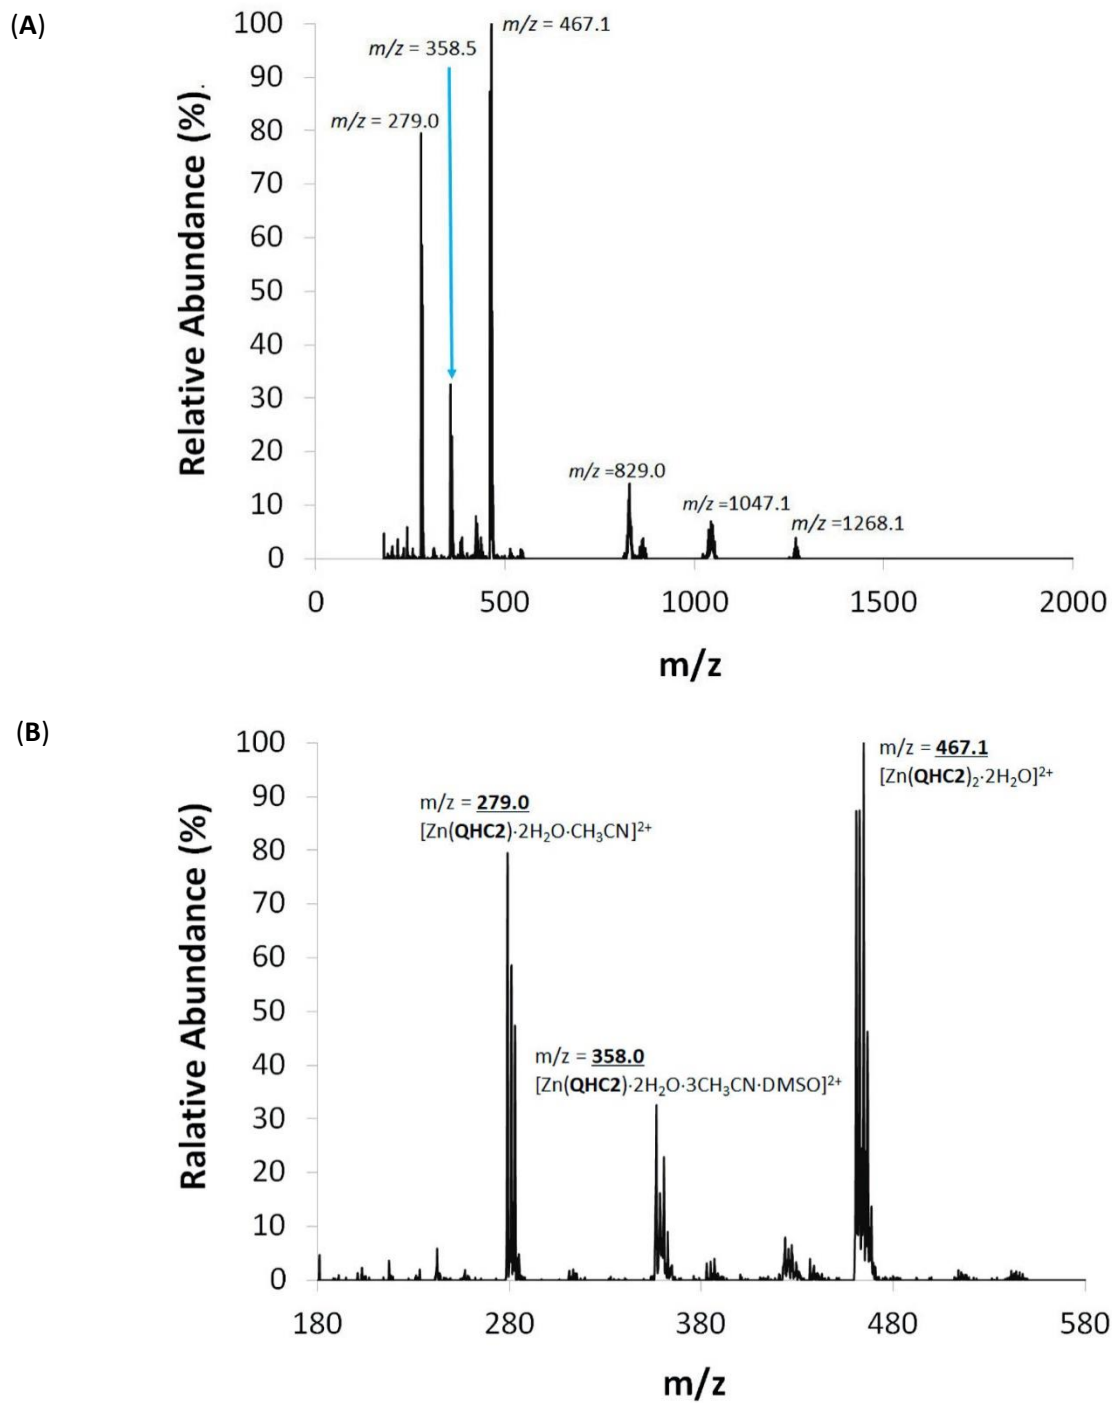 (A)
Relative Abundance (%).
100
90
80
70
60
50
40
30
20
10
0
m/z = 467.1
m/z = 358.5
m/z = 279.0
m/z =829.0
m/z =1047.1
m/z =1268.1
0 500 1000 1500 2000
m/z
(B)
Ralative Abundance (%)
100
90
80
70
60
50
40
30
20
10
0
m/z = 467.1
[Zn(QHC2)₂·2H₂O]²⁺
m/z = 279.0
[Zn(QHC2)·2H₂O·CH₃CN]²⁺
m/z = 358.0
[Zn(QHC2)·2H₂O·3CH₃CN·DMSO]²⁺
180 280 380 480 580
m/z